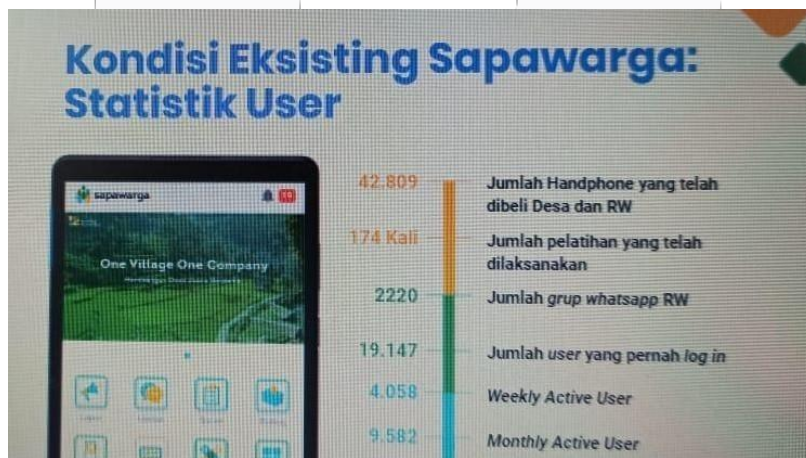 Kondisi Eksisting Sapawarga:
Statistik User
sapawarga
One Village One Company
42.809
Jumlah Handphone yang telah
dibeli Desa dan RW
174 Kali
Jumlah pelatihan yang telah
dilaksanakan
2220
Jumlah grup whatsapp RW
19.147
Jumlah user yang pernah log in
4.058
Weekly Active User
9.582
Monthly Active User